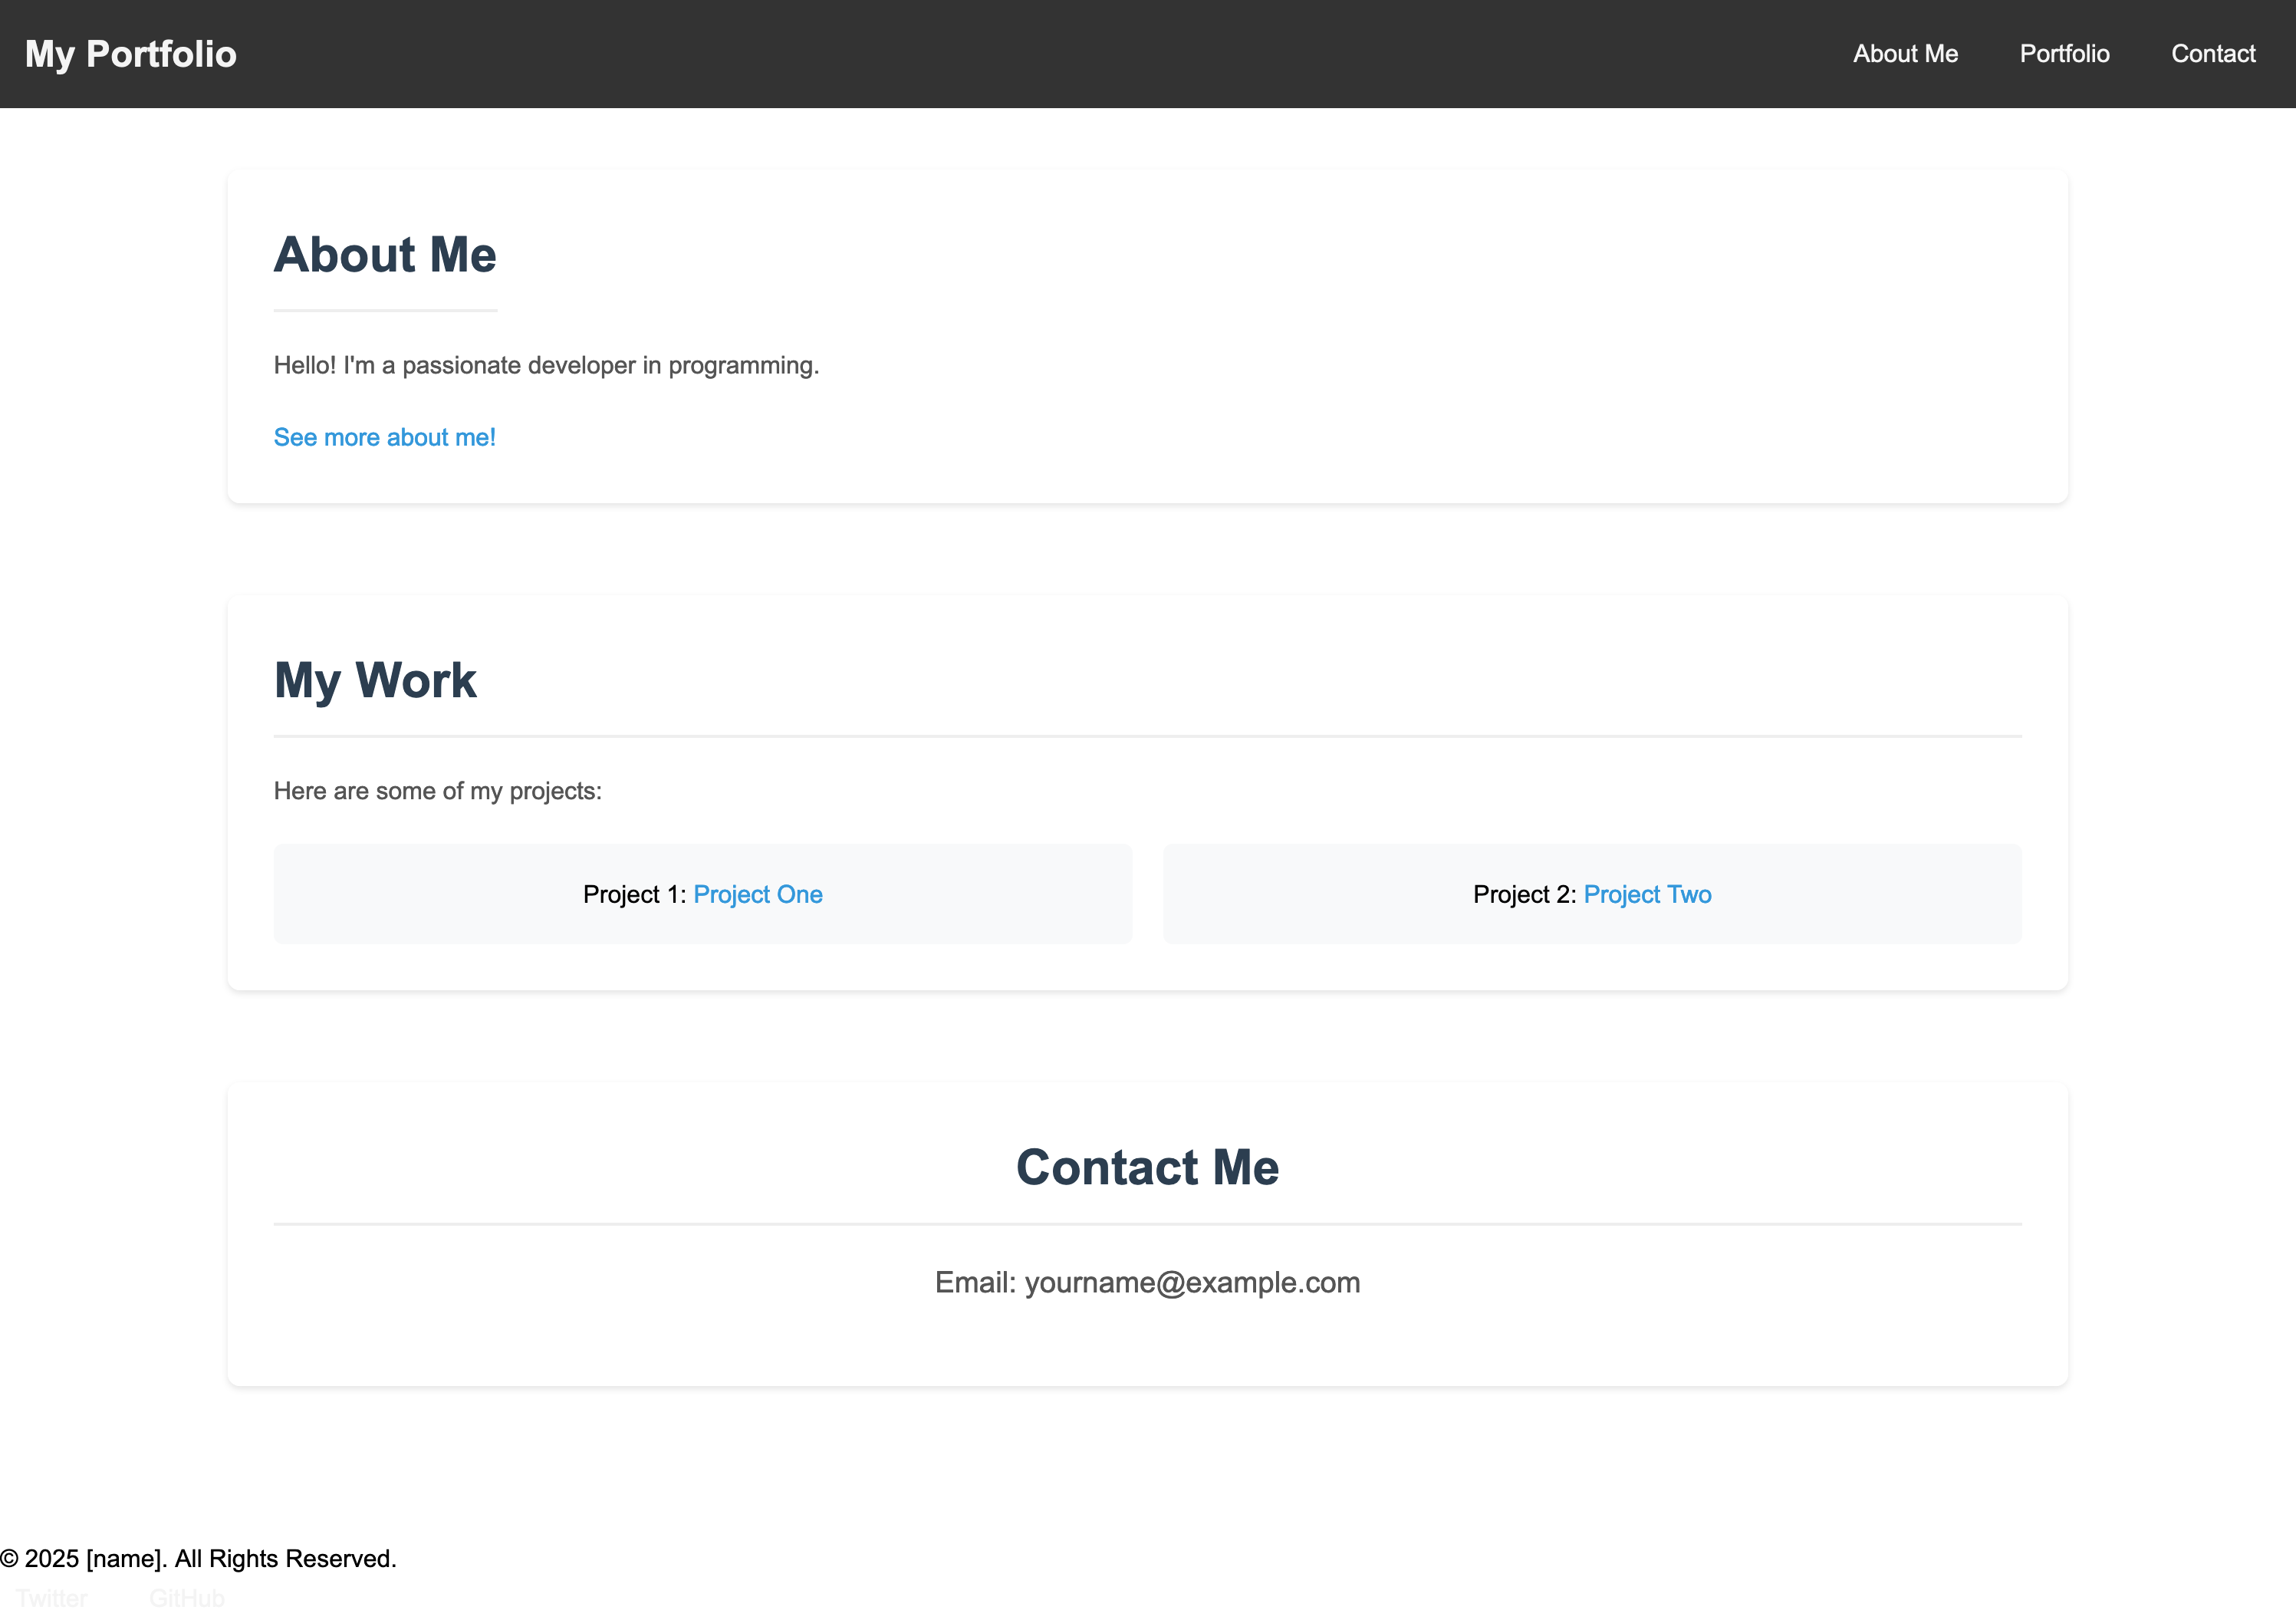 My Portfolio
About Me
Portfolio
Contact
About Me
Hello! I'm a passionate developer in programming.
See more about me!
My Work
Here are some of my projects:
Project 1: Project One
Project 2: Project Two
Contact Me
Email: yourname@example.com
© 2025 [name]. All Rights Reserved.
Twitter
GitHub